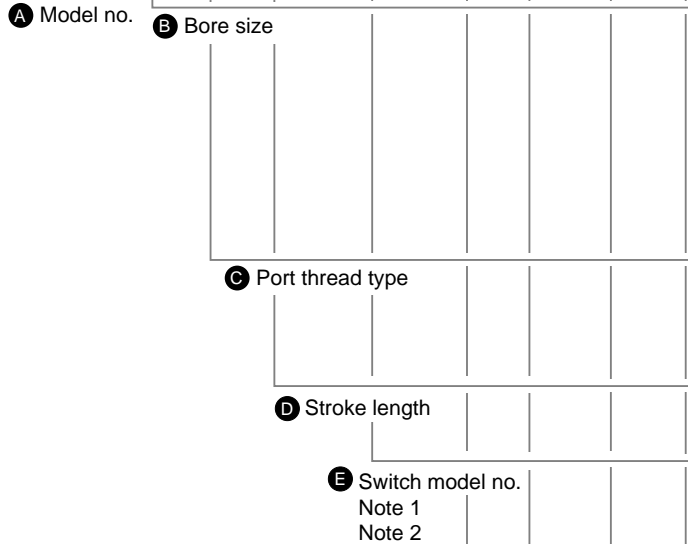 A Model no.
B Bore size
C Port thread type
D Stroke length
E Switch model no.
Note 1
Note 2